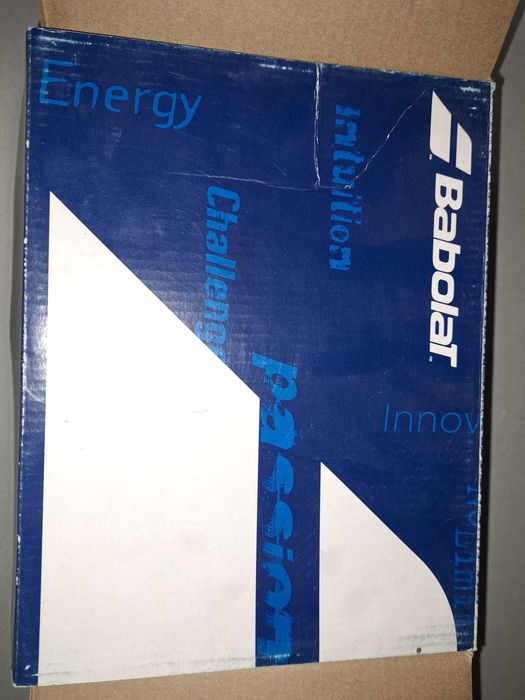 Energy
Intuition
BaboLaT
Challeng
passion
Innov